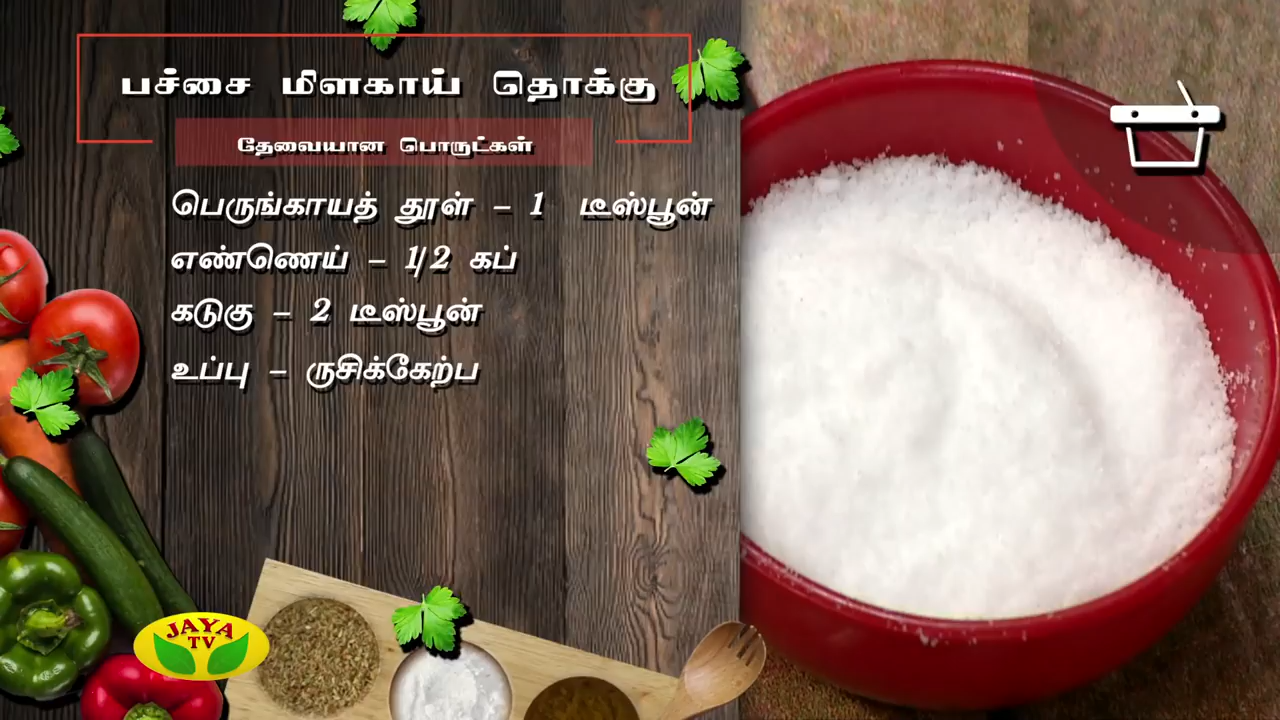 பச்சை மிளகாய் தொக்கு
தேவையான பொருட்கள்
பெருங்காயத் தூள் - 1 டீஸ்பூன்
எண்ணெய் - 1/2 கப்
கடுகு - 2 டீஸ்பூன்
உப்பு - ருசிக்கேற்ப
JAYA
TV